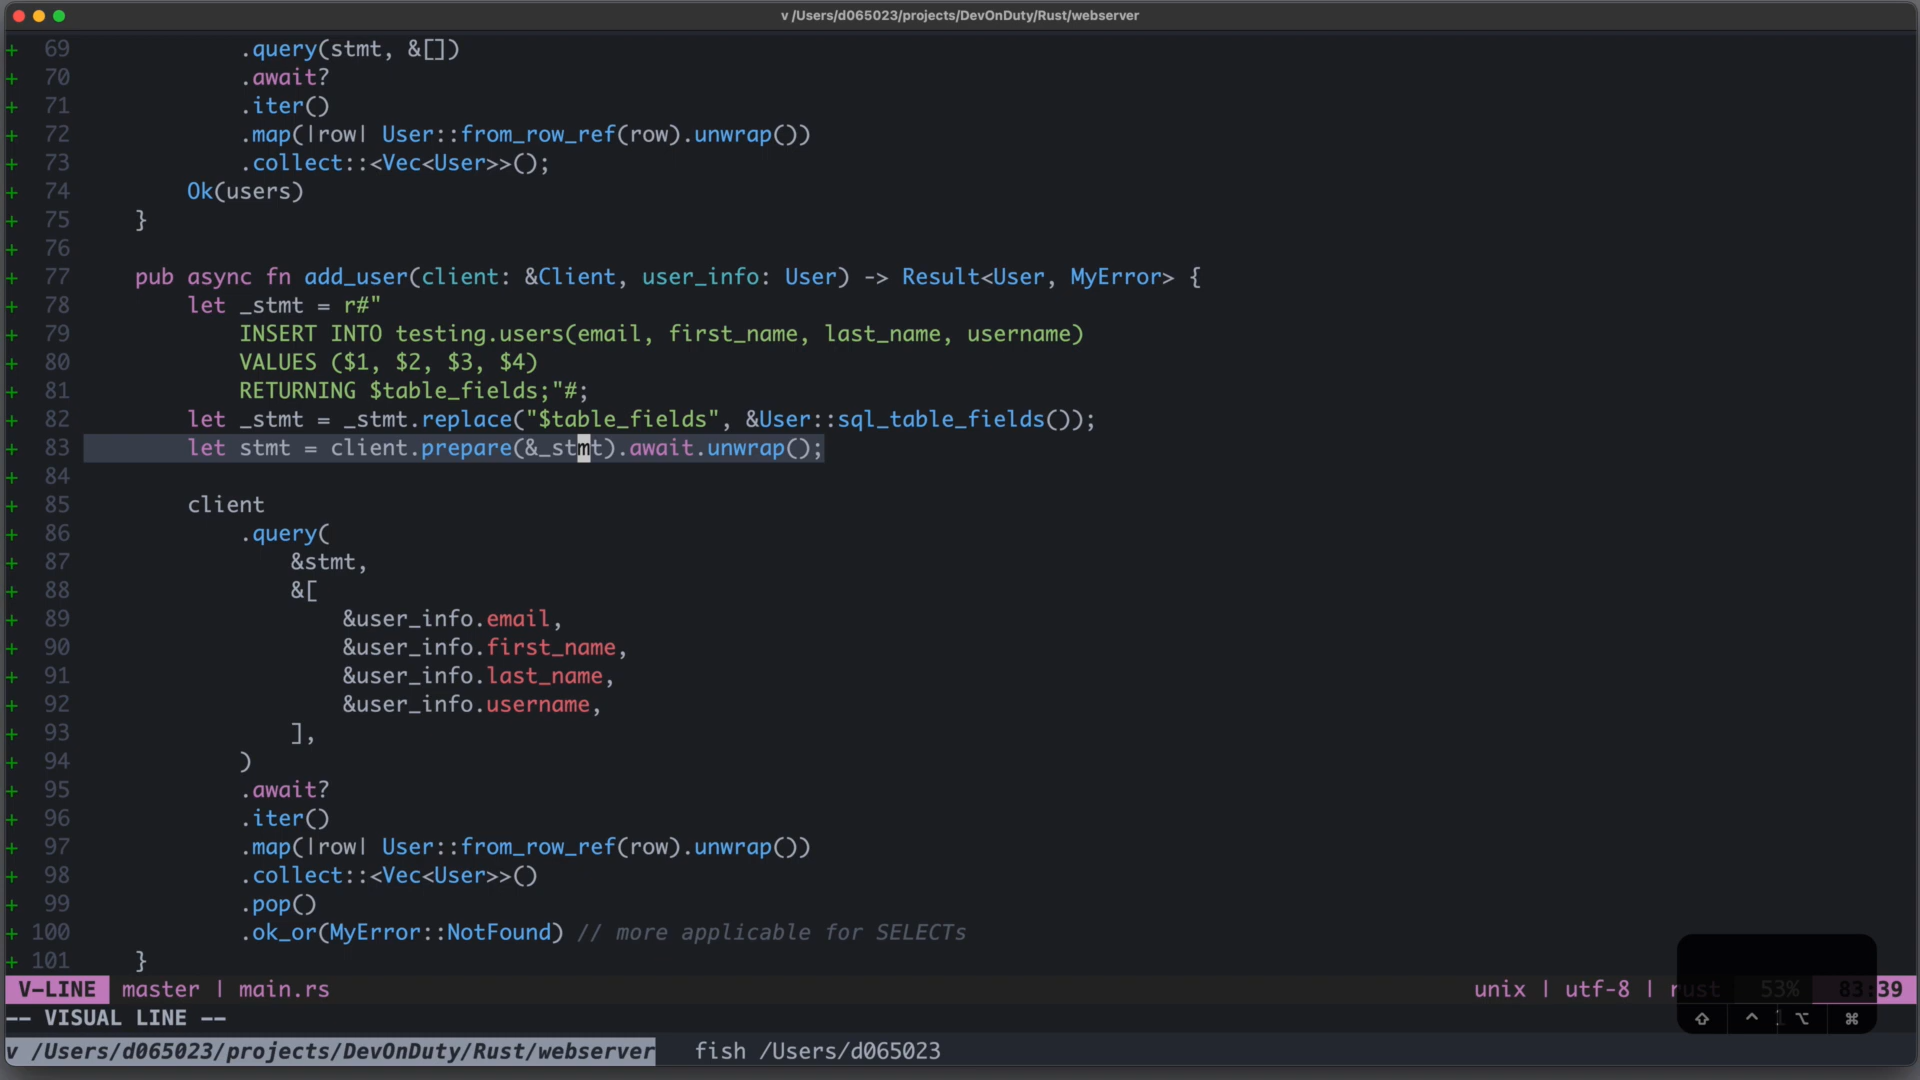 v /Users/d065023/projects/DevOnDuty/Rust/webserver
+ 69 .query(stmt, &[])
+ 70 .await?
+ 71 .iter()
+ 72 .map(|row| User::from_row_ref(row).unwrap())
+ 73 .collect::<Vec<User>>();
+ 74 Ok(users)
+ 75 }
+ 76
+ 77 pub async fn add_user(client: &Client, user_info: User) -> Result<User, MyError> {
+ 78 let _stmt = r#"
+ 79 INSERT INTO testing.users(email, first_name, last_name, username)
+ 80 VALUES ($1, $2, $3, $4)
+ 81 RETURNING $table_fields;"#;
+ 82 let _stmt = _stmt.replace("$table_fields", &User::sql_table_fields());
+ 83 let stmt = client.prepare(&_stmt).await.unwrap();
+ 84
+ 85 client
+ 86 .query(
+ 87 &stmt,
+ 88 &[
+ 89 &user_info.email,
+ 90 &user_info.first_name,
+ 91 &user_info.last_name,
+ 92 &user_info.username,
+ 93 ],
+ 94 )
+ 95 .await?
+ 96 .iter()
+ 97 .map(|row| User::from_row_ref(row).unwrap())
+ 98 .collect::<Vec<User>>()
+ 99 .pop()
+ 100 .ok_or(MyError::NotFound) // more applicable for SELECTs
+ 101 }
V-LINE master | main.rs unix | utf-8 | rust 53% 83:39
-- VISUAL LINE --
⇧ ^ ⌥ ⌘
v /Users/d065023/projects/DevOnDuty/Rust/webserver fish /Users/d065023